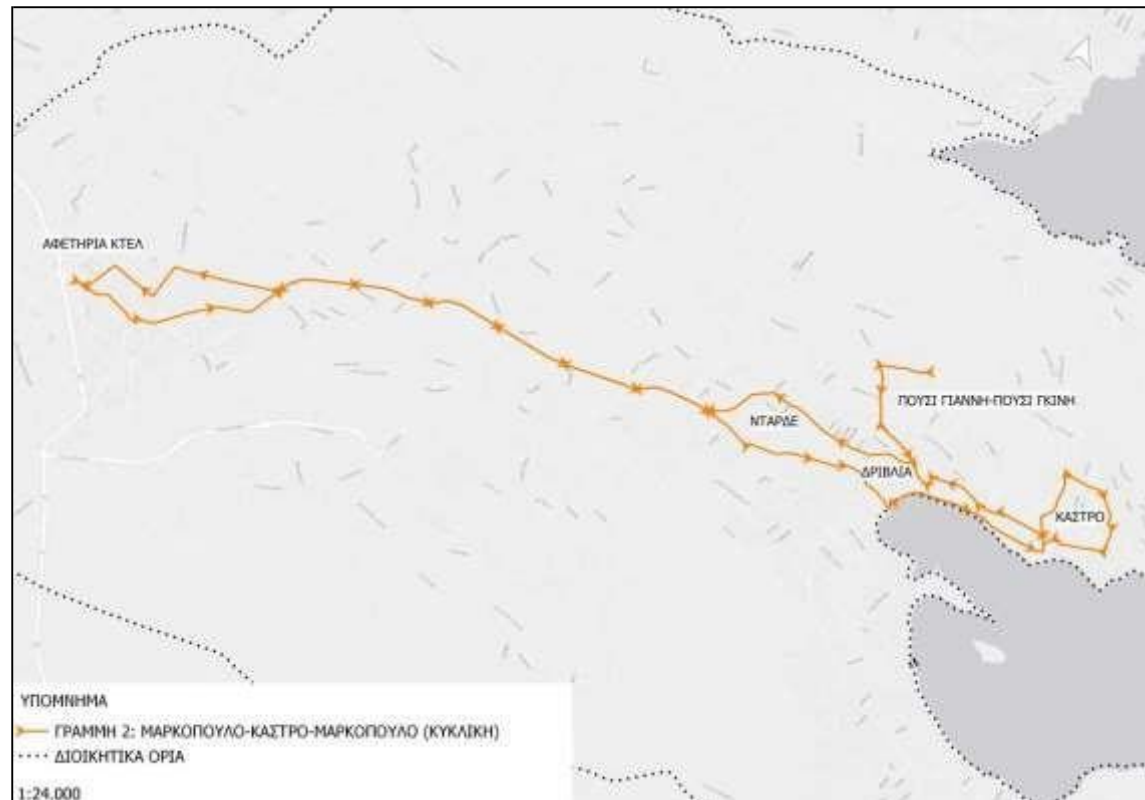 ΑΦΕΤΗΡΙΑ ΚΤΕΛ
ΠΟΥΣΙ ΓΙΑΝΝΗ-ΠΟΥΣΙ ΓΚΙΝΗ
ΝΤΑΡΔΕ
ΔΡΙΒΛΙΑ
ΚΑΣΤΡΟ
ΥΠΟΜΝΗΜΑ
ΓΡΑΜΜΗ 2: ΜΑΡΚΟΠΟΥΛΟ-ΚΑΣΤΡΟ-ΜΑΡΚΟΠΟΥΛΟ (ΚΥΚΛΙΚΗ)
ΔΙΟΙΚΗΤΙΚΑ ΟΡΙΑ
1:24.000